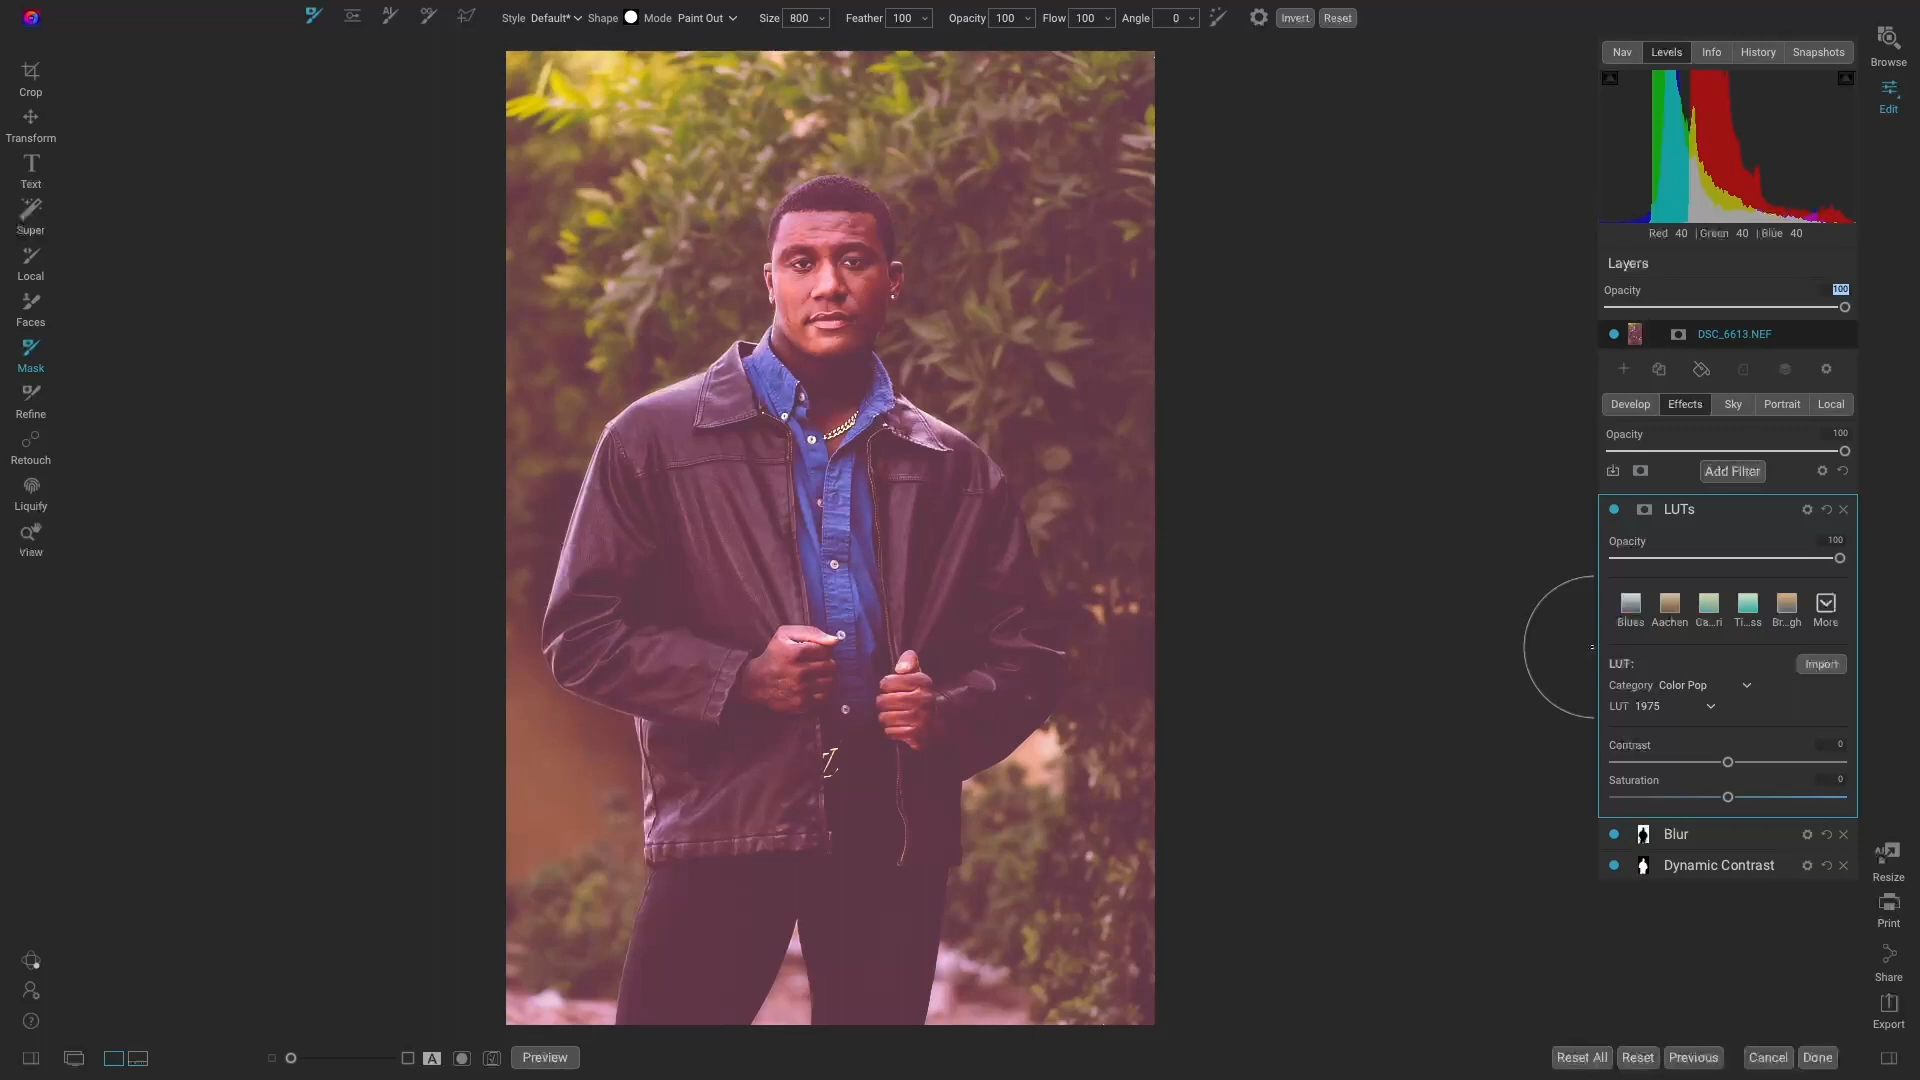 Style Default* Shape Mode Paint Out Size 800 Feather 100 Opacity 100 Flow 100 Angle 0 Invert Reset
Crop
Transform
Text
Super
Local
Faces
Mask
Refine
Retouch
Liquify
View
Nav Levels Info History Snapshots
Red 40 | Green 40 | Blue 40
Layers
Opacity 100
DSC_6613.NEF
Develop Effects Sky Portrait Local
Opacity 100
Add Filter
LUTs
Opacity 100
Blues Aachen Ca...ri Ti...ss Br...gh More
LUT: Import
Category Color Pop
LUT 1975
Contrast 0
Saturation 0
Blur
Dynamic Contrast
Browse
Edit
AI
Resize
Print
Share
Export
A Preview
Reset All Reset Previous Cancel Done